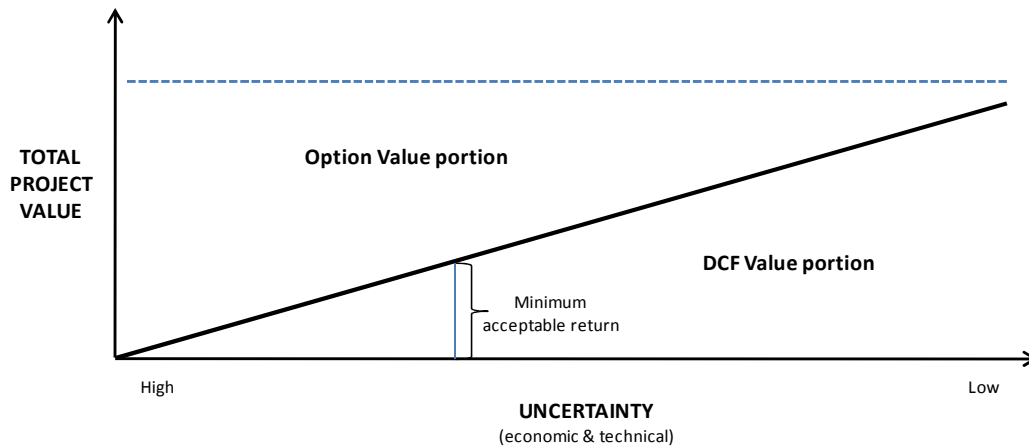 TOTAL
PROJECT
VALUE
Option Value portion
DCF Value portion
Minimum
acceptable return
High
Low
UNCERTAINTY
(economic & technical)